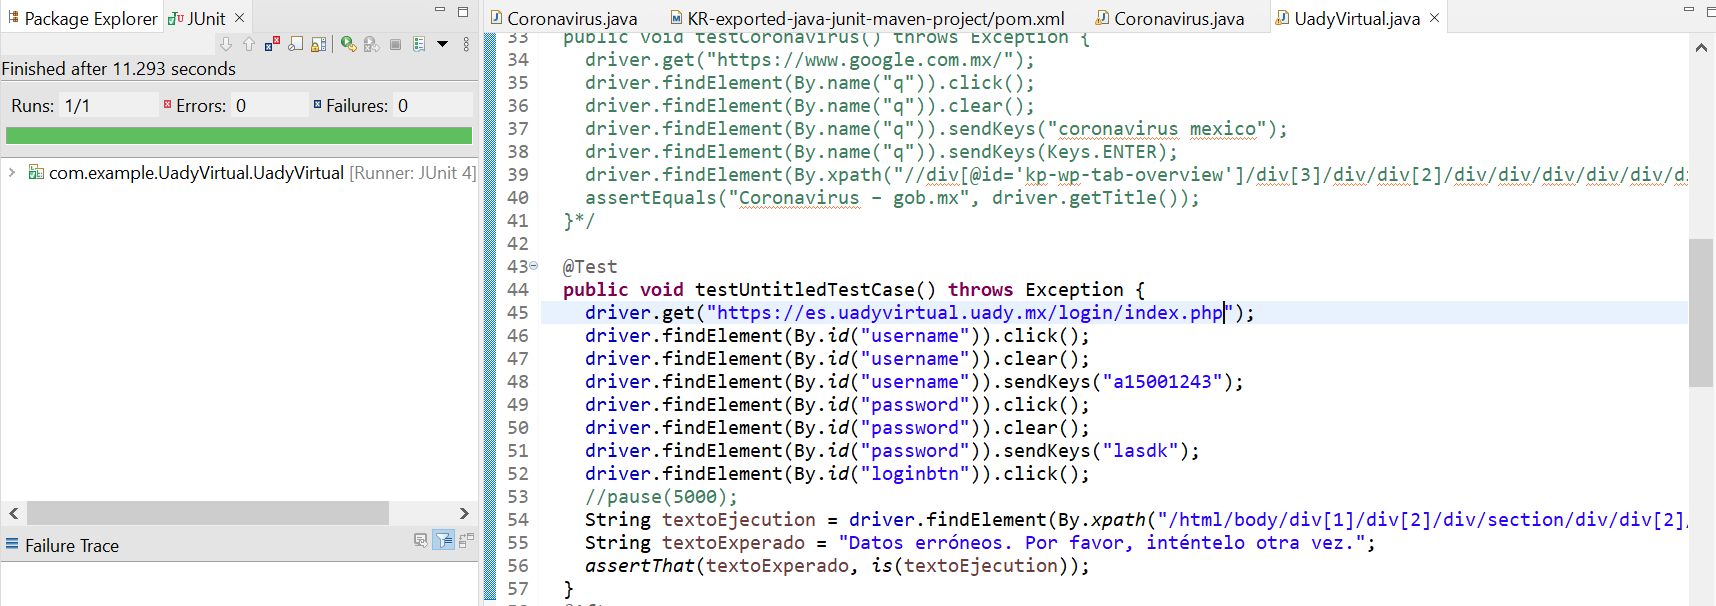 Package Explorer JUnit
Finished after 11.293 seconds
Runs: 1/1 Errors: 0 Failures: 0
com.example.UadyVirtual.UadyVirtual [Runner: JUnit 4]
Failure Trace
Coronavirus.java KR-exported-java-junit-maven-project/pom.xml Coronavirus.java UadyVirtual.java
33 public void testCoronavirus() throws Exception {
34 driver.get("https://www.google.com.mx/");
35 driver.findElement(By.name("q")).click();
36 driver.findElement(By.name("q")).clear();
37 driver.findElement(By.name("q")).sendKeys("coronavirus mexico");
38 driver.findElement(By.name("q")).sendKeys(Keys.ENTER);
39 driver.findElement(By.xpath("//div[@id='kp-wp-tab-overview']/div[3]/div/div[2]/div/div/div/div/div/d
40 assertEquals("Coronavirus – gob.mx", driver.getTitle());
41 }*/
42
43 @Test
44 public void testUntitledTestCase() throws Exception {
45 driver.get("https://es.uadyvirtual.uady.mx/login/index.php");
46 driver.findElement(By.id("username")).click();
47 driver.findElement(By.id("username")).clear();
48 driver.findElement(By.id("username")).sendKeys("a15001243");
49 driver.findElement(By.id("password")).click();
50 driver.findElement(By.id("password")).clear();
51 driver.findElement(By.id("password")).sendKeys("lasdk");
52 driver.findElement(By.id("loginbtn")).click();
53 //pause(5000);
54 String textoEjecution = driver.findElement(By.xpath("/html/body/div[1]/div[2]/div/section/div/div[2]/
55 String textoExperado = "Datos erróneos. Por favor, inténtelo otra vez.";
56 assertThat(textoExperado, is(textoEjecution));
57 }